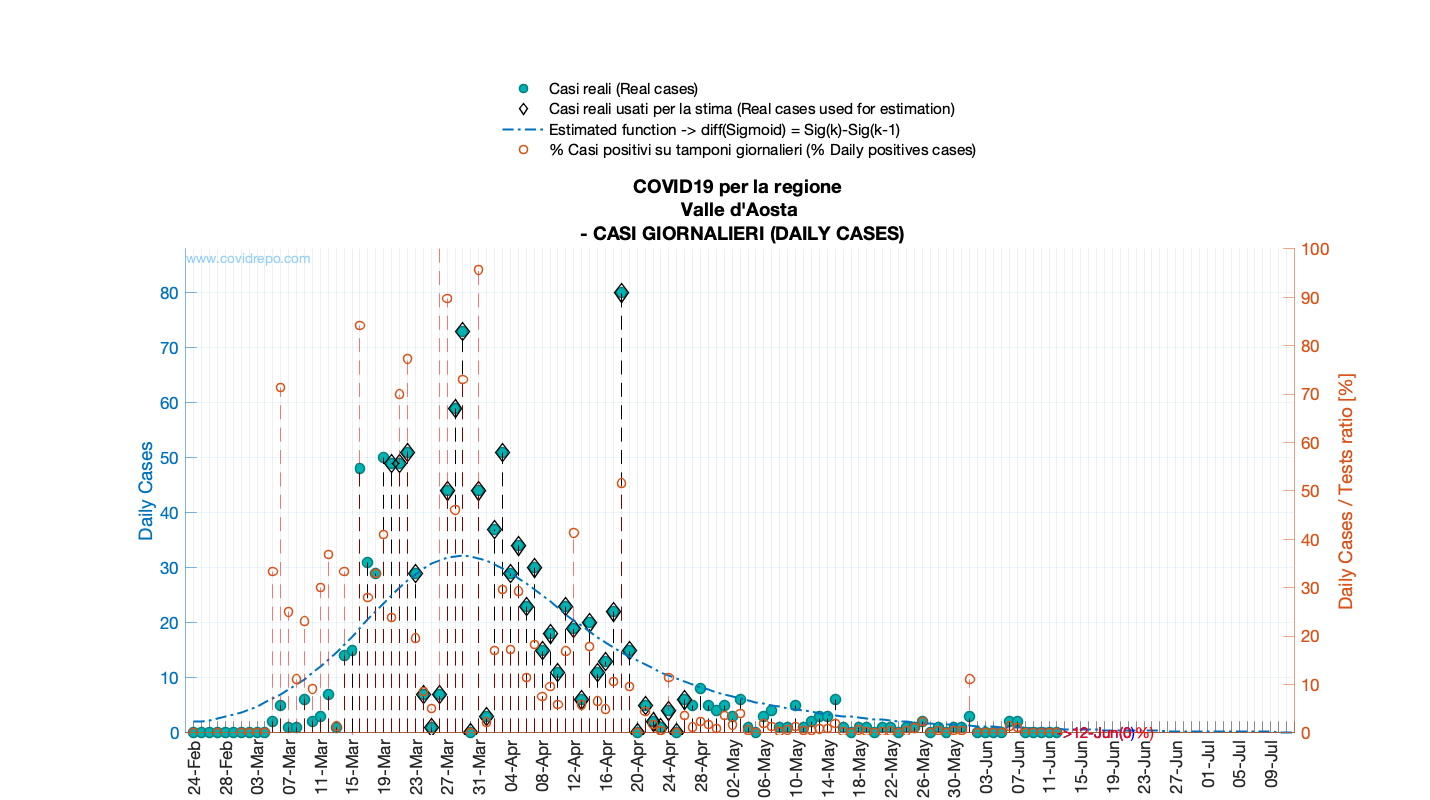 Casi reali (Real cases)
Casi reali usati per la stima (Real cases used for estimation)
Estimated function -> diff(Sigmoid) = Sig(k)-Sig(k-1)
% Casi positivi su tamponi giornalieri (% Daily positives cases)
COVID19 per la regione
Valle d'Aosta
- CASI GIORNALIERI (DAILY CASES)
www.covidrepo.com
Daily Cases
80
70
60
50
40
30
20
10
0
100
90
80
70
60
50
40
30
20
10
0
Daily Cases / Tests ratio [%]
>12-Jun(0,%)
24-Feb
28-Feb
03-Mar
07-Mar
11-Mar
15-Mar
19-Mar
23-Mar
27-Mar
31-Mar
04-Apr
08-Apr
12-Apr
16-Apr
20-Apr
24-Apr
28-Apr
02-May
06-May
10-May
14-May
18-May
22-May
26-May
30-May
03-Jun
07-Jun
11-Jun
15-Jun
19-Jun
23-Jun
27-Jun
01-Jul
05-Jul
09-Jul